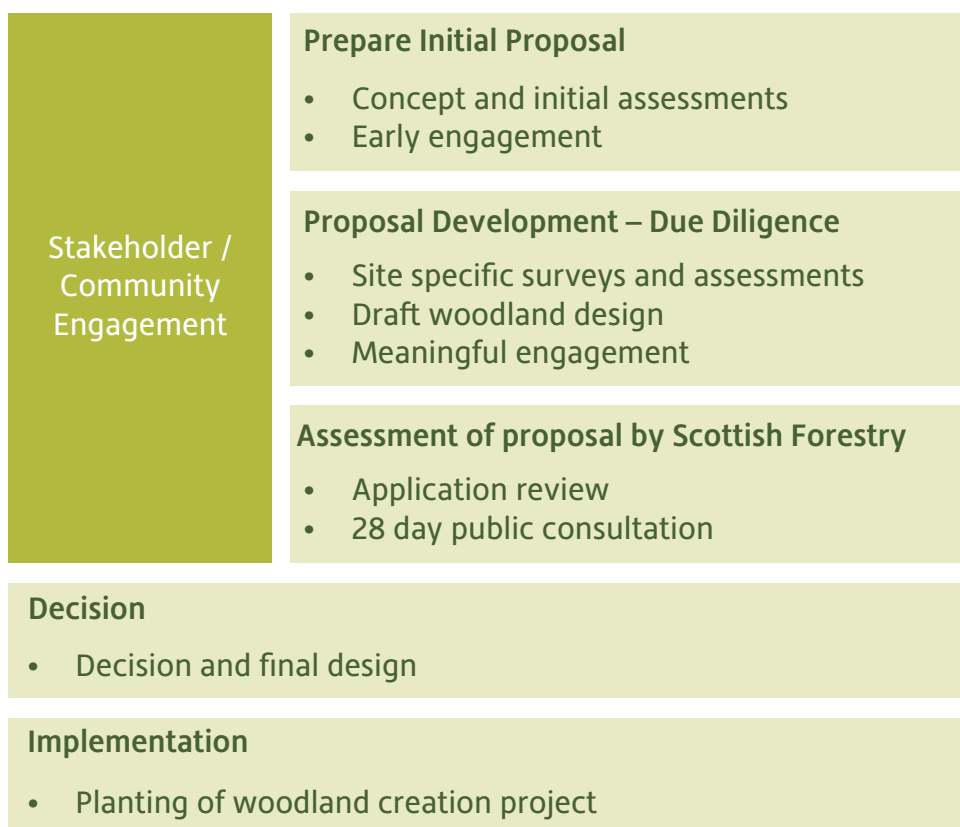 Stakeholder /
Community
Engagement
Prepare Initial Proposal
• Concept and initial assessments
• Early engagement
Proposal Development – Due Diligence
• Site specific surveys and assessments
• Draft woodland design
• Meaningful engagement
Assessment of proposal by Scottish Forestry
• Application review
• 28 day public consultation
Decision
• Decision and final design
Implementation
• Planting of woodland creation project